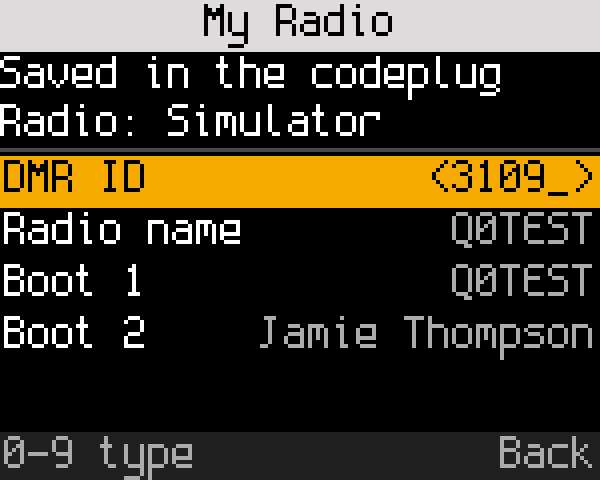 My Radio
Saved in the codeplug
Radio: Simulator
DMR ID <3109_>
Radio name Q0TEST
Boot 1 Q0TEST
Boot 2 Jamie Thompson
0-9 type Back